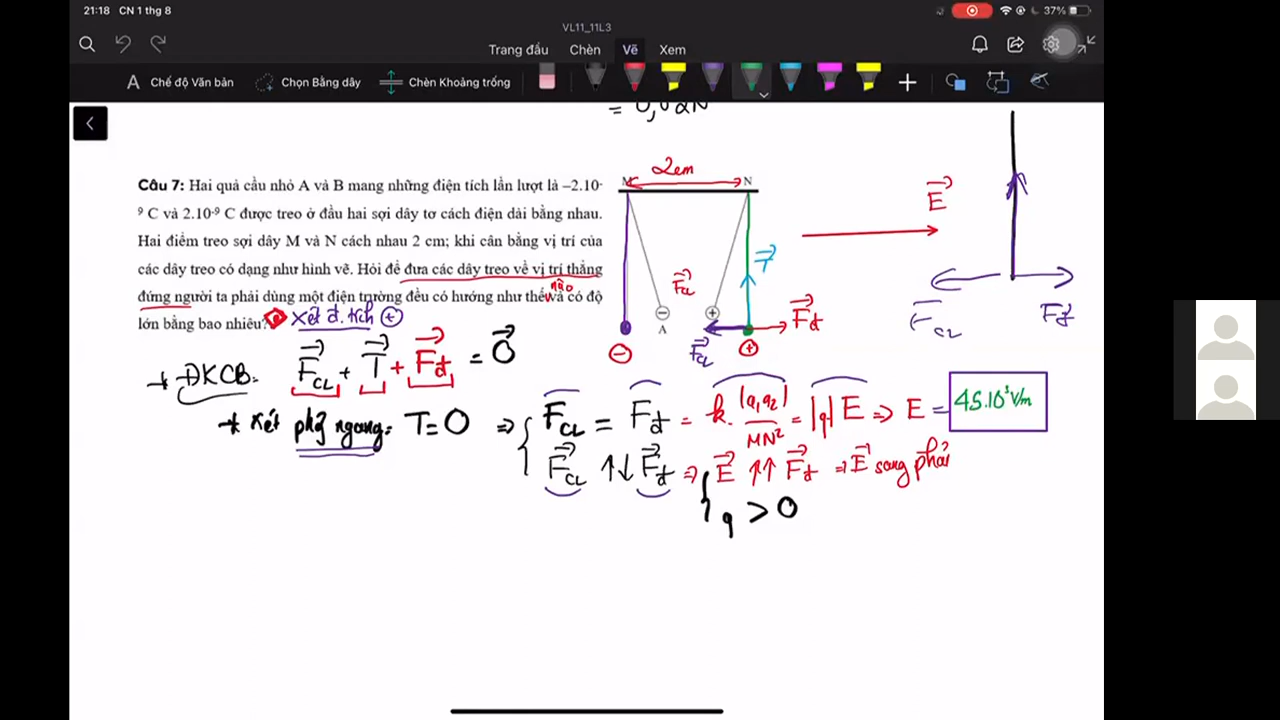 21:18 CN 1 thg 8
37%
VL11_11L3
Trang đầu Chèn Vẽ Xem
Chế độ Văn bản Chọn Bằng dây Chèn Khoảng trống
= 0,02N
Câu 7: Hai quả cầu nhỏ A và B mang những điện tích lần lượt là –2.10-
9 C và 2.10-9 C được treo ở đầu hai sợi dây tơ cách điện dài bằng nhau.
Hai điểm treo sợi dây M và N cách nhau 2 cm; khi cân bằng vị trí của
các dây treo có dạng như hình vẽ. Hỏi để đưa các dây treo về vị trí thẳng
đứng người ta phải dùng một điện trường đều có hướng như thế nào và có độ
lớn bằng bao nhiêu?
Xét đ. tích +
M 2cm N
E
T
FCL
A
FCL
Fđ
FCL Fđ
→ ĐKCB: FCL + T + Fđ = 0
Xét phg ngang: T = 0 ⇒ FCL = Fđ = k. |q1q2| / MN² = |q| E ⇒ E = 45.10³ V/m
FCL ↑↓ Fđ ⇒ E ↑↑ Fđ ⇒ E sang phải
q > 0